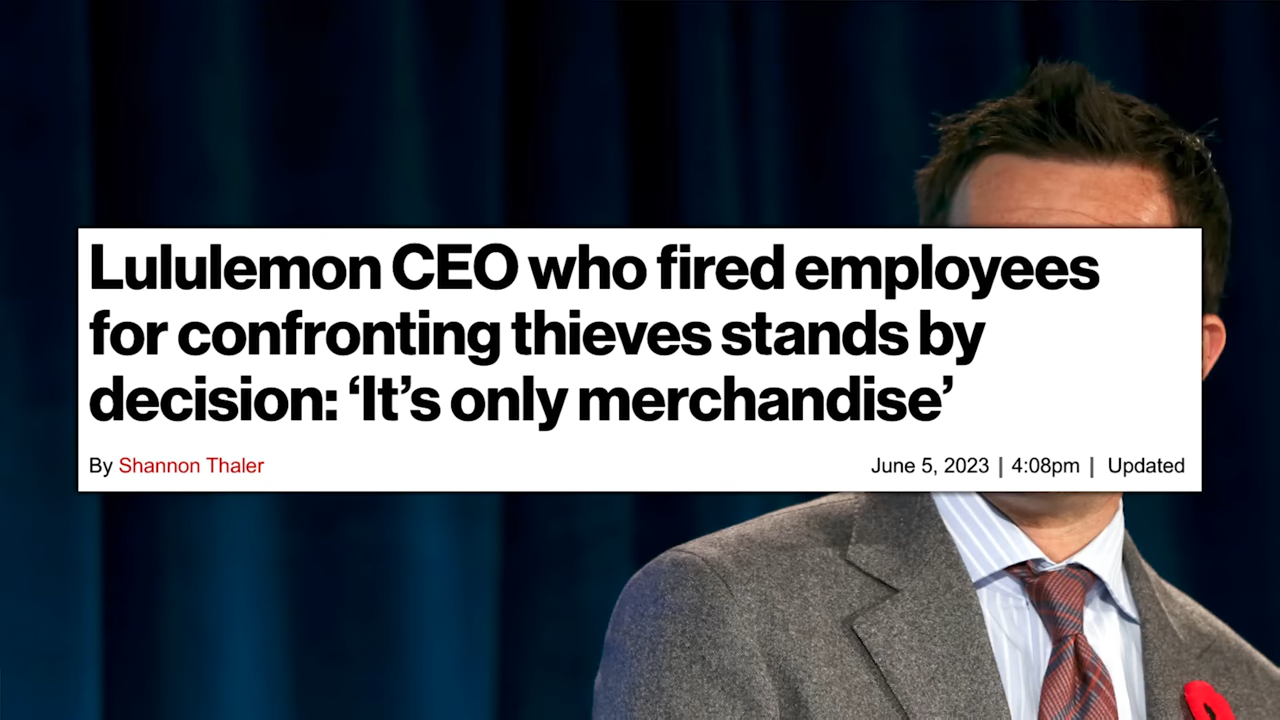 Lululemon CEO who fired employees
for confronting thieves stands by
decision: ‘It’s only merchandise’
By Shannon Thaler
June 5, 2023 | 4:08pm | Updated